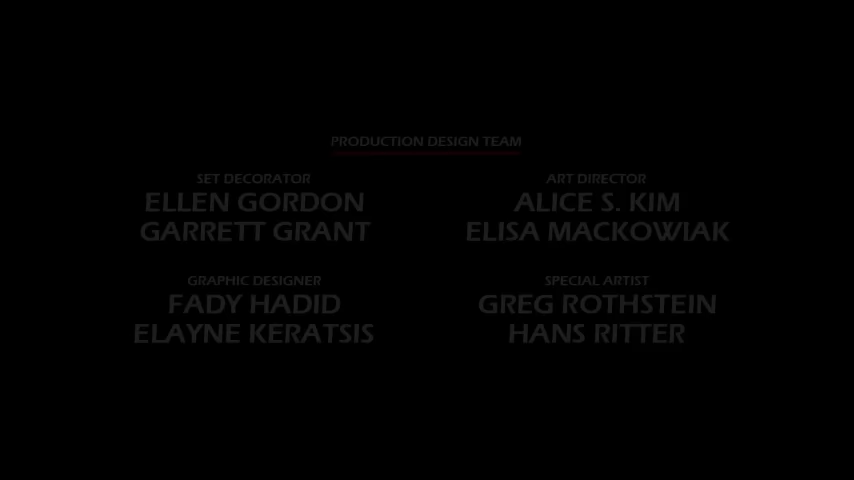 PRODUCTION DESIGN TEAM
SET DECORATOR
ELLEN GORDON
GARRETT GRANT
ART DIRECTOR
ALICE S. KIM
ELISA MACKOWIAK
GRAPHIC DESIGNER
FADY HADID
ELAYNE KERATSIS
SPECIAL ARTIST
GREG ROTHSTEIN
HANS RITTER